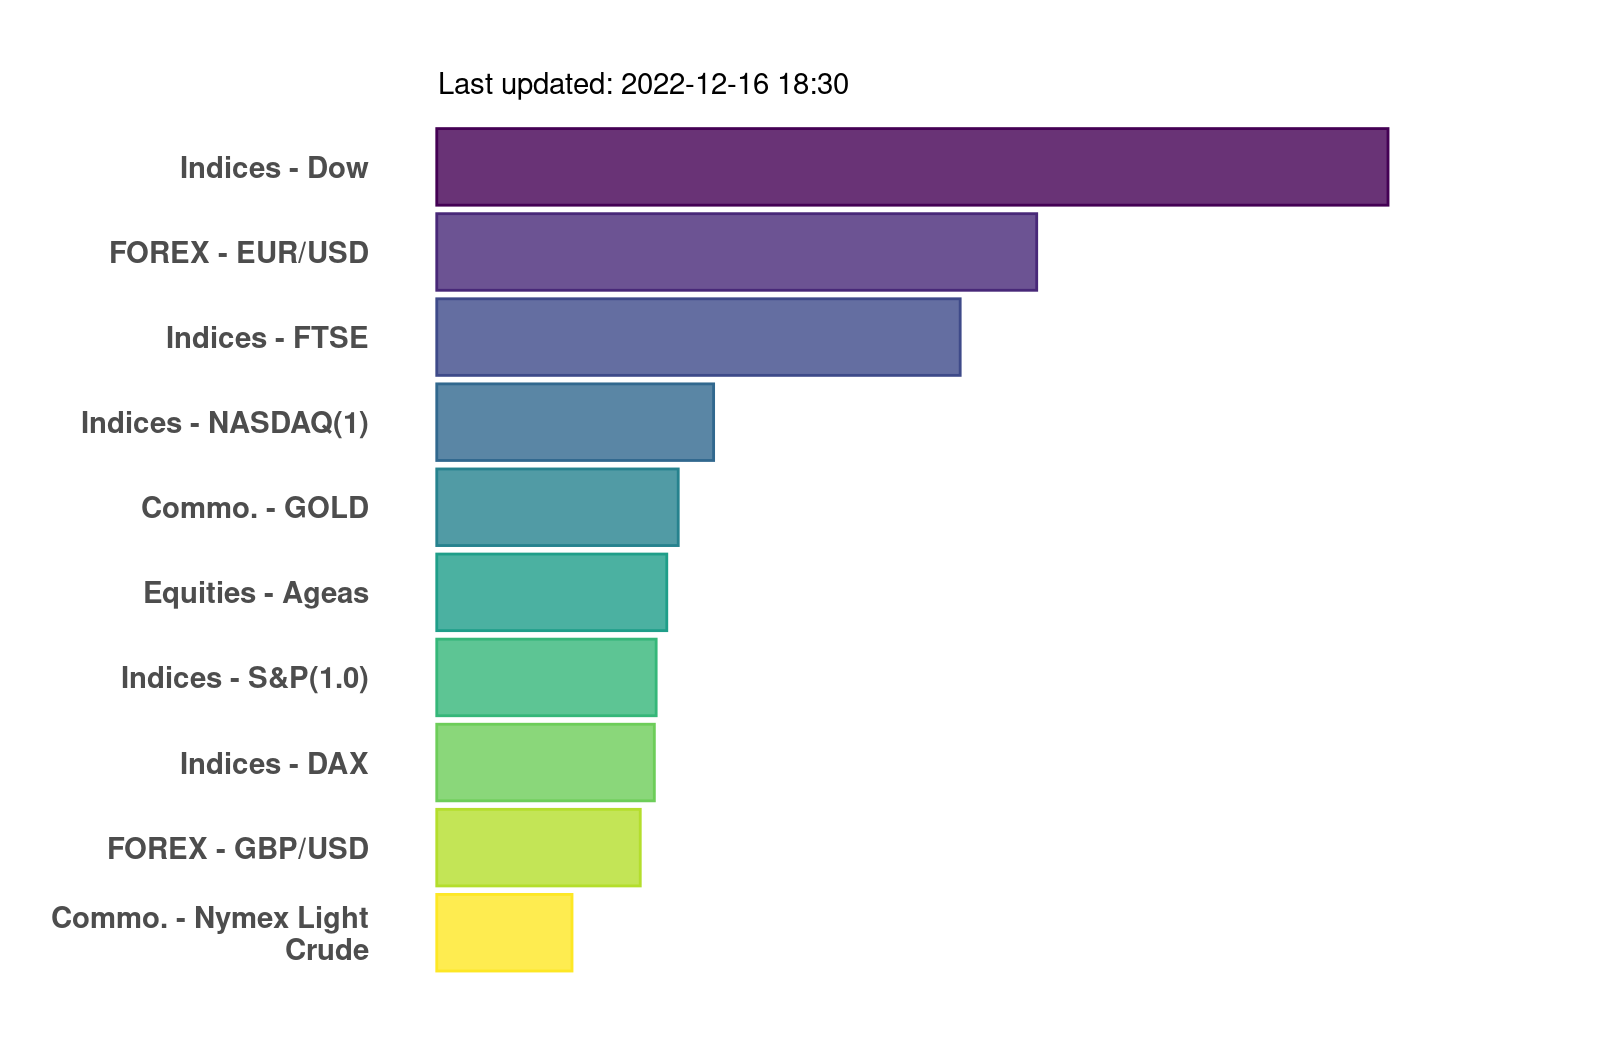 Last updated: 2022-12-16 18:30
Indices - Dow
FOREX - EUR/USD
Indices - FTSE
Indices - NASDAQ(1)
Commo. - GOLD
Equities - Ageas
Indices - S&P(1.0)
Indices - DAX
FOREX - GBP/USD
Commo. - Nymex Light
Crude